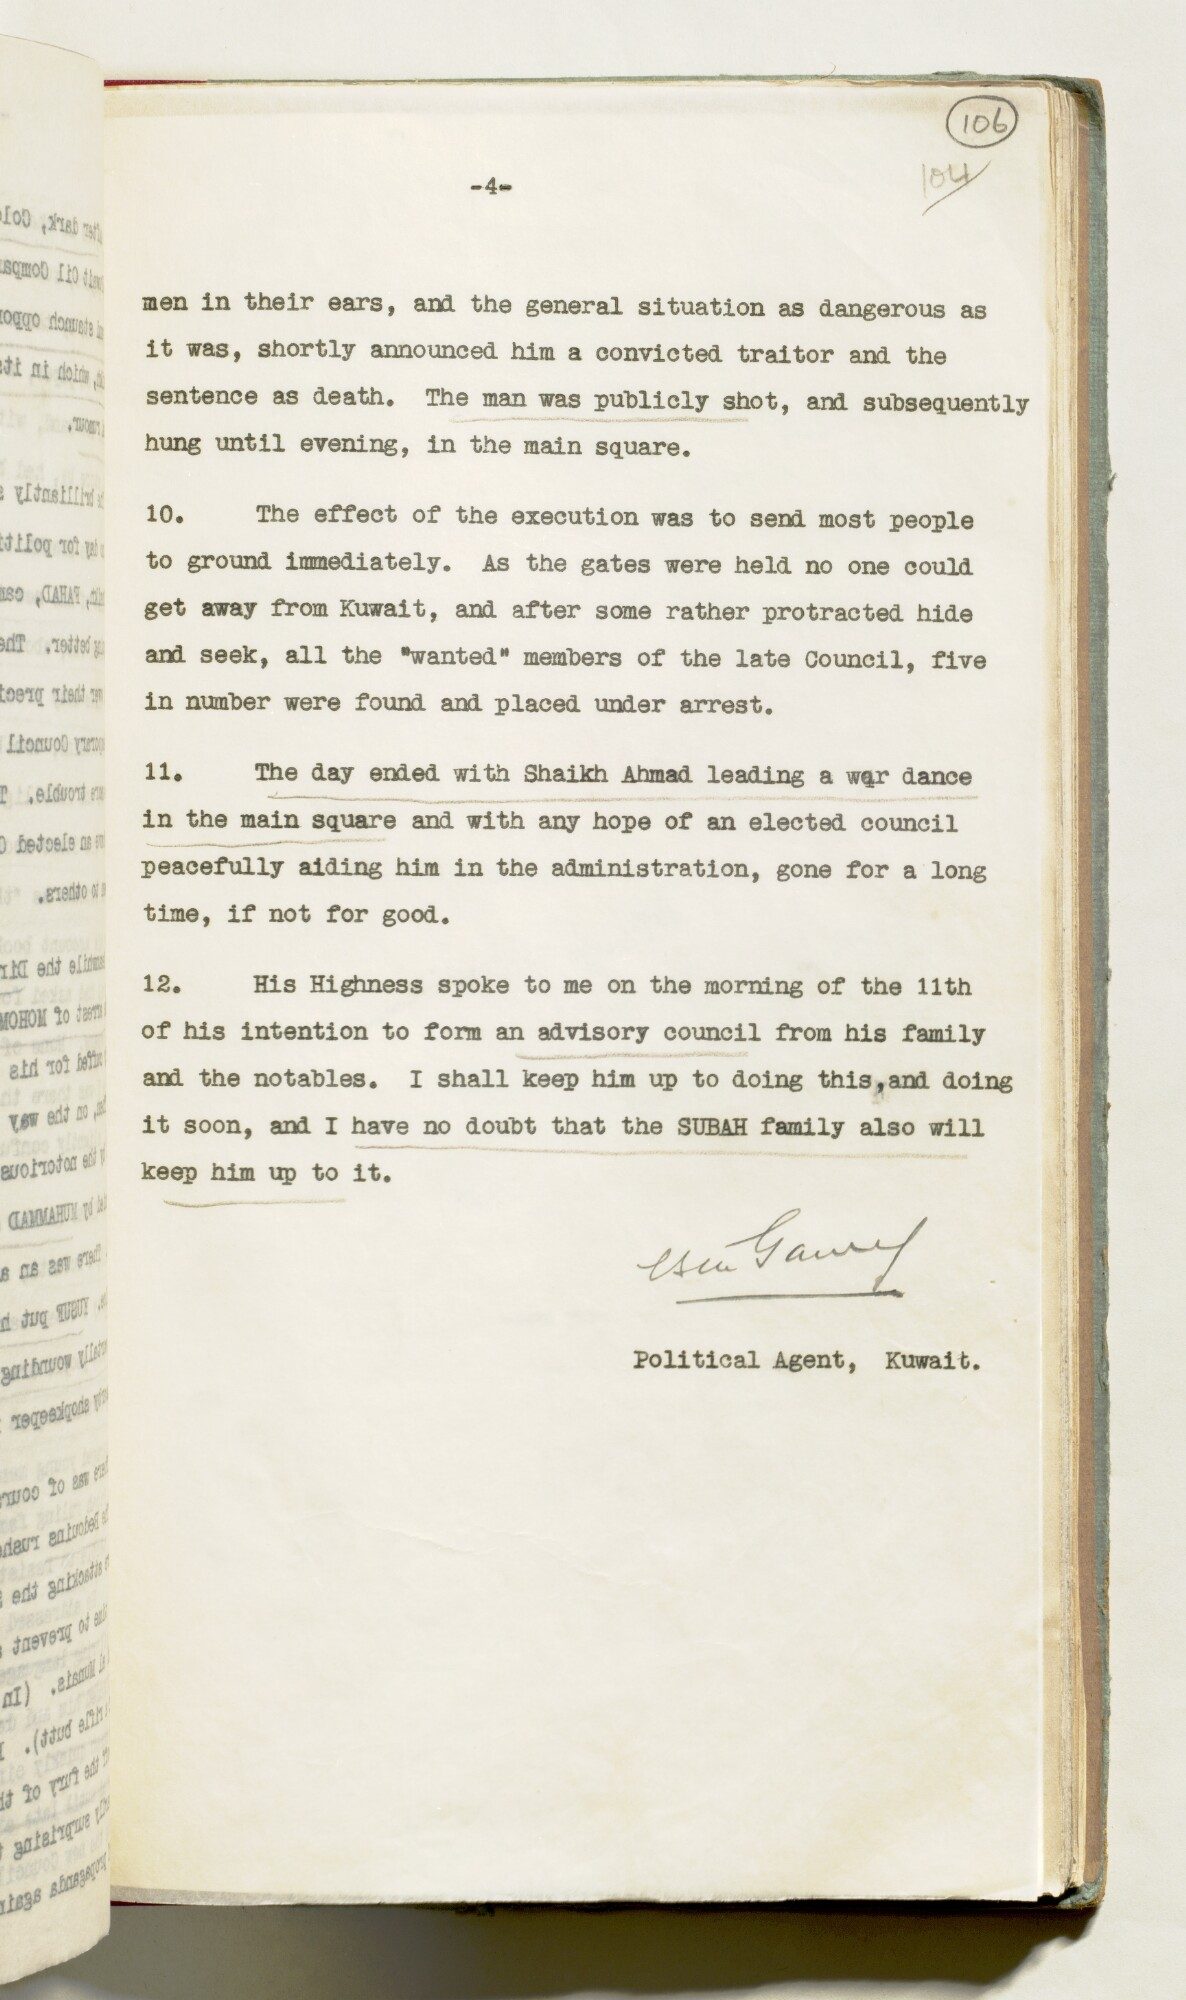 106
104
-4-
men in their ears, and the general situation as dangerous as
it was, shortly announced him a convicted traitor and the
sentence as death. The man was publicly shot, and subsequently
hung until evening, in the main square.
10. The effect of the execution was to send most people
to ground immediately. As the gates were held no one could
get away from Kuwait, and after some rather protracted hide
and seek, all the "wanted" members of the late Council, five
in number were found and placed under arrest.
11. The day ended with Shaikh Ahmad leading a war dance
in the main square and with any hope of an elected council
peacefully aiding him in the administration, gone for a long
time, if not for good.
12. His Highness spoke to me on the morning of the 11th
of his intention to form an advisory council from his family
and the notables. I shall keep him up to doing this, and doing
it soon, and I have no doubt that the SUBAH family also will
keep him up to it.
Political Agent, Kuwait.